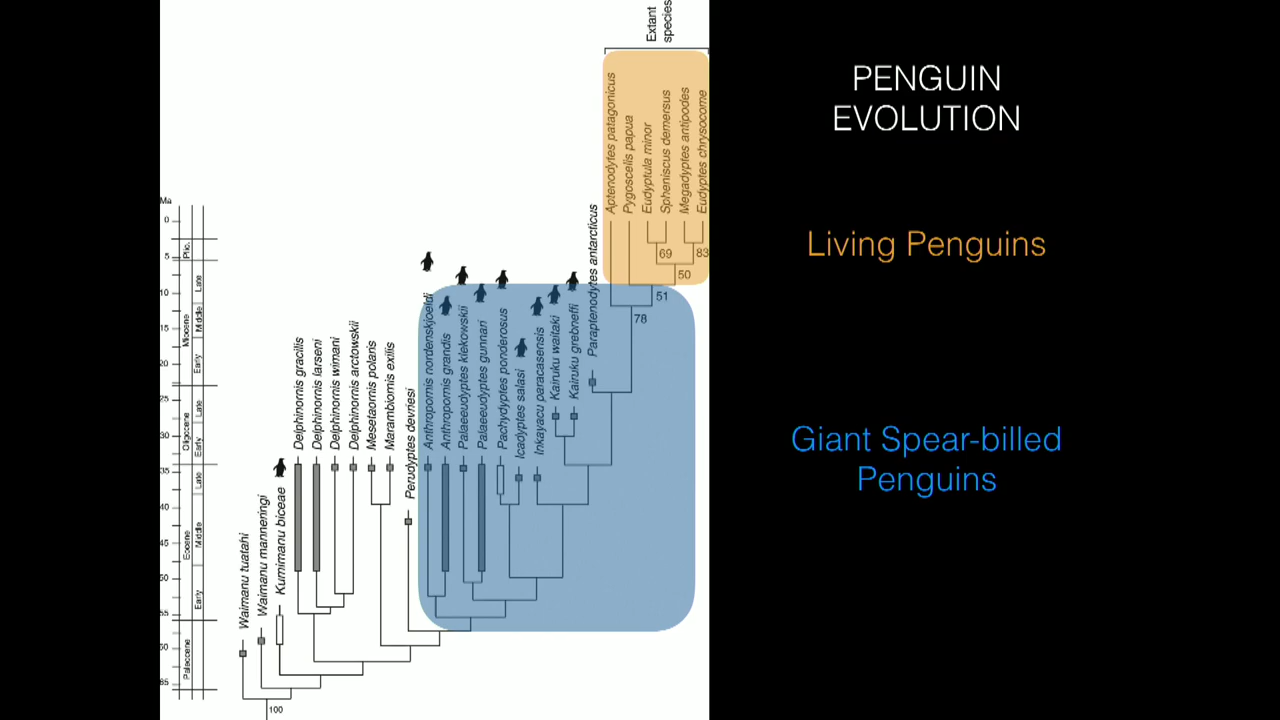 PENGUIN
EVOLUTION
Living Penguins
Giant Spear-billed
Penguins
Extant
species
Aptenodytes patagonicus
Pygoscelis papua
Eudyptula minor
Spheniscus demersus
Megadyptes antipodes
Eudyptes chrysocome
Paraptenodytes antarcticus
Kairuku grebneffi
Kairuku waitaki
Inkayacu paracasensis
Icadyptes salasi
Pachydyptes ponderosus
Palaeeudyptes gunnari
Palaeeudyptes klekowskii
Anthropornis grandis
Anthropornis nordenskjoeldi
Perudyptes devriesi
Marambiornis exilis
Mesetaornis polaris
Delphinornis arctowskii
Delphinornis wimani
Delphinornis larseni
Delphinornis gracilis
Kumimanu biceae
Waimanu manneringi
Waimanu tuatahi
69
83
50
51
78
100
Ma
0
5
10
15
20
25
30
35
40
45
Plio.
Late
Middle
Early
Miocene
Late
Early
Oligocene
Late
Middle
Early
Eocene
Paleocene